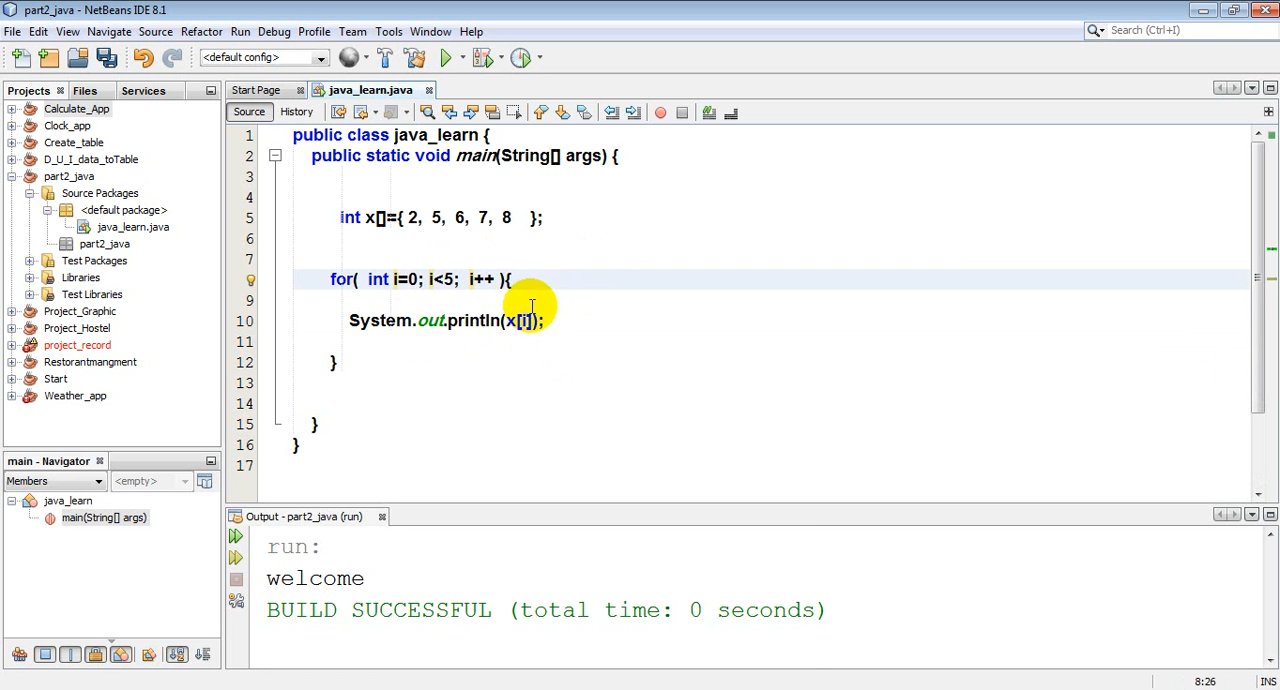 part2_java - NetBeans IDE 8.1
File Edit View Navigate Source Refactor Run Debug Profile Team Tools Window Help
Search (Ctrl+I)
<default config>
Projects Files Services
Start Page java_learn.java
Source History
Calculate_App
Clock_app
Create_table
D_U_I_data_toTable
part2_java
Source Packages
<default package>
java_learn.java
part2_java
Test Packages
Libraries
Test Libraries
Project_Graphic
Project_Hostel
project_record
Restorantmangment
Start
Weather_app
1 public class java_learn {
2 public static void main(String[] args) {
3
4
5 int x[]={ 2, 5, 6, 7, 8 };
6
7
for( int i=0; i<5; i++ ){
9
10 System.out.println(x[i]);
11
12 }
13
14
15 }
16 }
17
main - Navigator
Members <empty>
java_learn
main(String[] args)
Output - part2_java (run)
run:
welcome
BUILD SUCCESSFUL (total time: 0 seconds)
8:26 INS